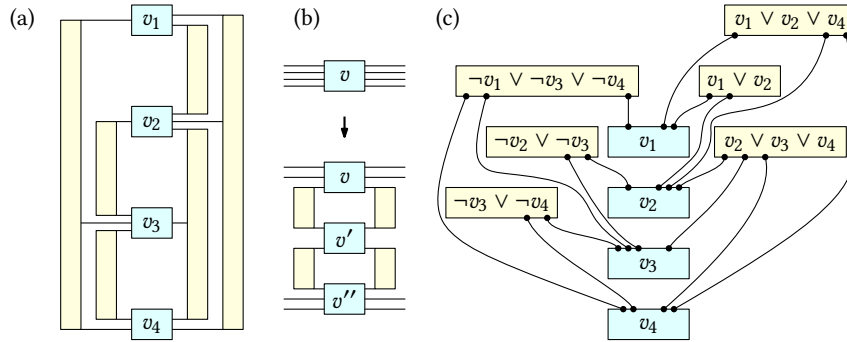 (a)
v₁
v₂
v₃
v₄
(b)
v
v
v′
v″
(c)
v₁ ∨ v₂ ∨ v₄
¬v₁ ∨ ¬v₃ ∨ ¬v₄
v₁ ∨ v₂
¬v₂ ∨ ¬v₃
v₁
v₂ ∨ v₃ ∨ v₄
¬v₃ ∨ ¬v₄
v₂
v₃
v₄